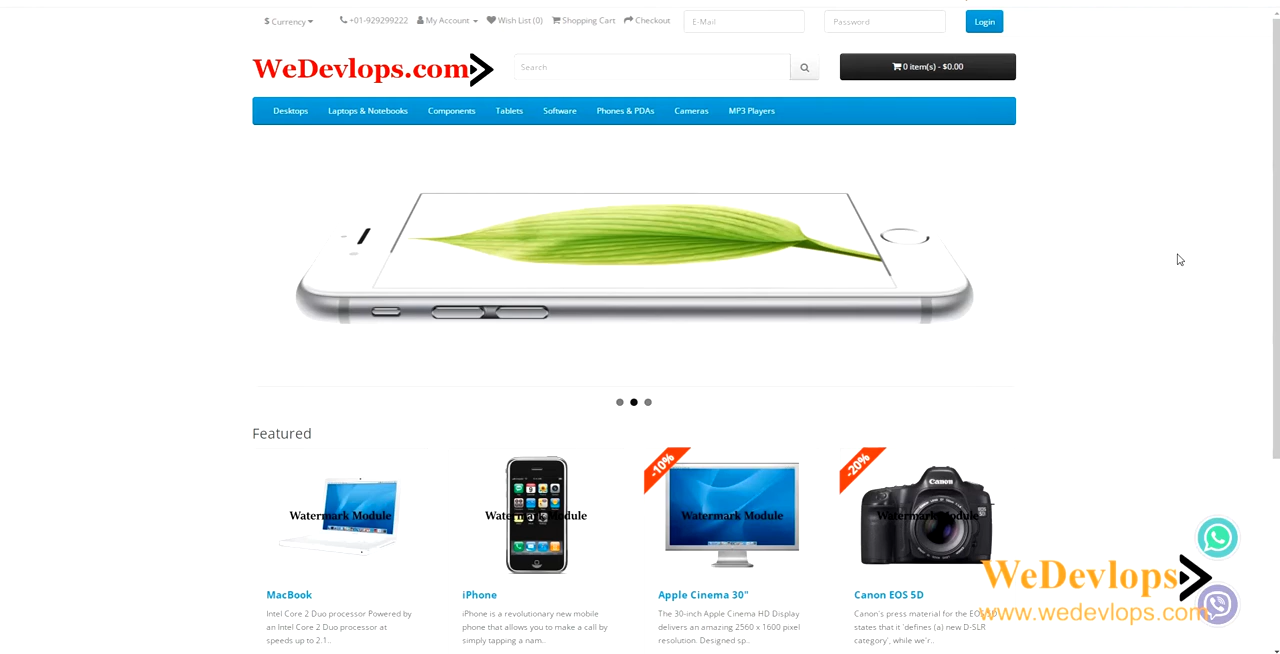 $ Currency
+01-929299222 My Account Wish List (0) Shopping Cart Checkout
E-Mail
Password
Login
WeDevlops.com
Search
0 item(s) - $0.00
Desktops Laptops & Notebooks Components Tablets Software Phones & PDAs Cameras MP3 Players
Featured
Watermark Module
MacBook
Intel Core 2 Duo processor Powered by
an Intel Core 2 Duo processor at
speeds up to 2.1..
Watermark Module
iPhone
iPhone is a revolutionary new mobile
phone that allows you to make a call by
simply tapping a nam..
-10%
Watermark Module
Apple Cinema 30"
The 30-inch Apple Cinema HD Display
delivers an amazing 2560 x 1600 pixel
resolution. Designed sp..
-20%
Canon
EOS
5D
Watermark Module
Canon EOS 5D
Canon's press material for the EOS 5D
states that it 'defines (a) new D-SLR
category', while we'r..
WeDevlops
www.wedevlops.com